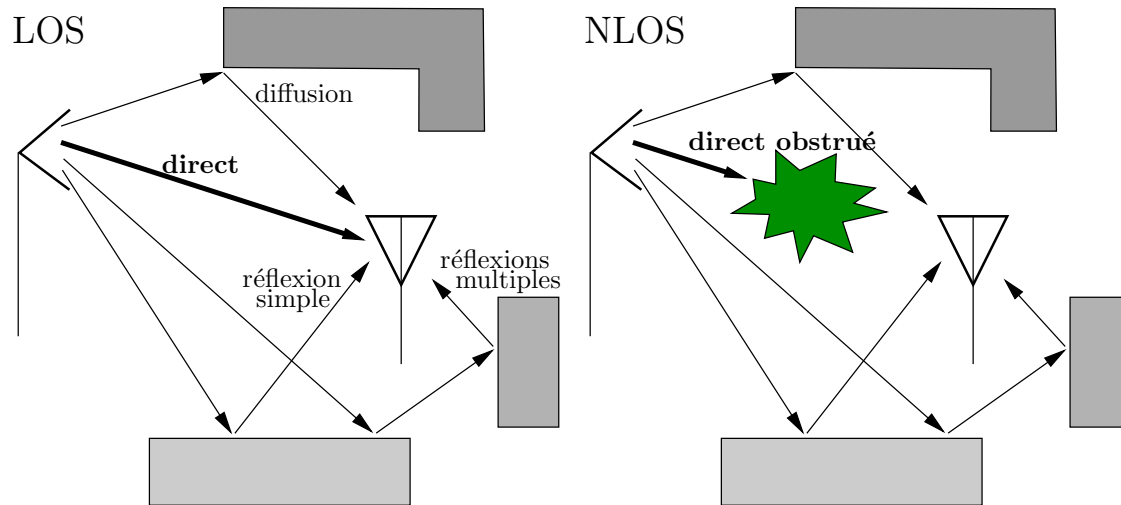 LOS
diffusion
direct
réflexion
simple
réflexions
multiples
NLOS
direct obstrué